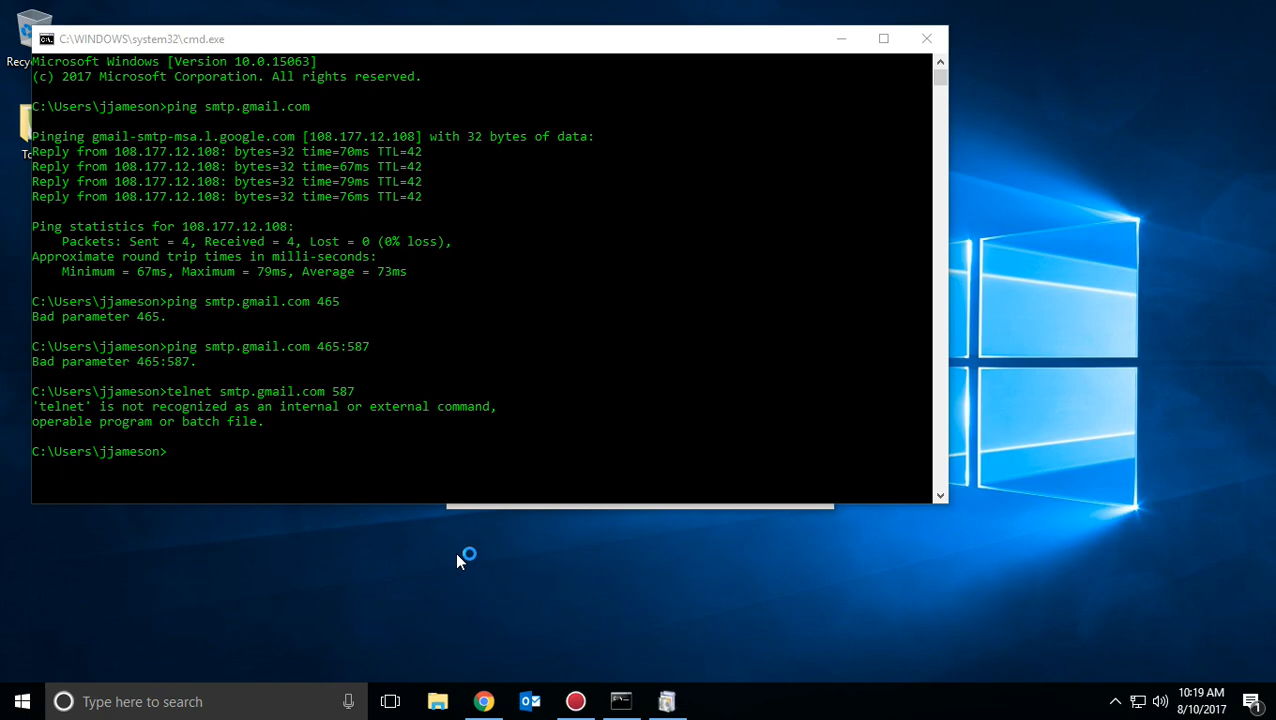 C:\WINDOWS\system32\cmd.exe
Microsoft Windows [Version 10.0.15063]
(c) 2017 Microsoft Corporation. All rights reserved.
C:\Users\jjameson>ping smtp.gmail.com
Pinging gmail-smtp-msa.l.google.com [108.177.12.108] with 32 bytes of data:
Reply from 108.177.12.108: bytes=32 time=70ms TTL=42
Reply from 108.177.12.108: bytes=32 time=67ms TTL=42
Reply from 108.177.12.108: bytes=32 time=79ms TTL=42
Reply from 108.177.12.108: bytes=32 time=76ms TTL=42
Ping statistics for 108.177.12.108:
Packets: Sent = 4, Received = 4, Lost = 0 (0% loss),
Approximate round trip times in milli-seconds:
Minimum = 67ms, Maximum = 79ms, Average = 73ms
C:\Users\jjameson>ping smtp.gmail.com 465
Bad parameter 465.
C:\Users\jjameson>ping smtp.gmail.com 465:587
Bad parameter 465:587.
C:\Users\jjameson>telnet smtp.gmail.com 587
'telnet' is not recognized as an internal or external command,
operable program or batch file.
C:\Users\jjameson>
Recy
To
Type here to search
10:19 AM
8/10/2017
1